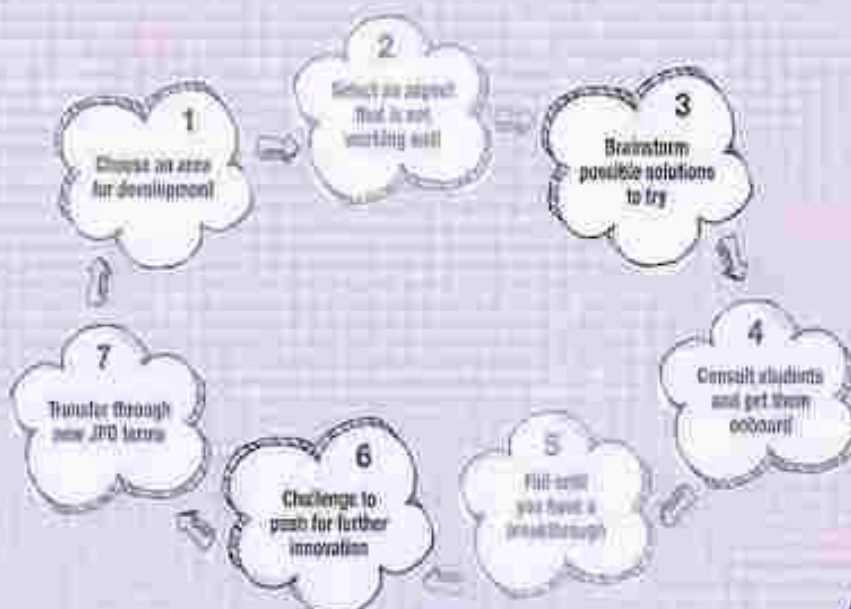 1
Choose an area
for development
2
Select an aspect
that is not
working well
3
Brainstorm
possible solutions
to try
4
Consult students
and get them
onboard
5
Fail until
you have a
breakthrough
6
Challenge to
push for further
innovation
7
Transfer through
new JPD terms